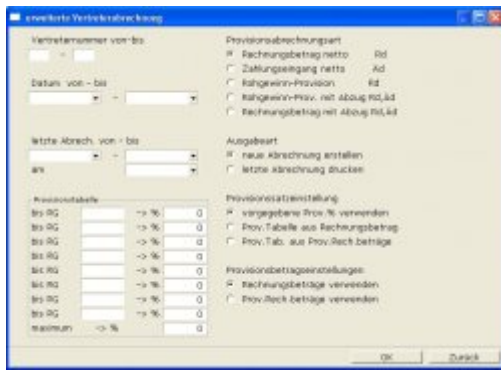 erweiterte Vertreterabrechnung
Vertreternummer von-bis
-
Datum von - bis
-
letzte Abrech. von - bis
-
am
Provisionstabelle
bis RG -> % 0
bis RG -> % 0
bis RG -> % 0
bis RG -> % 0
bis RG -> % 0
bis RG -> % 0
bis RG -> % 0
bis RG -> % 0
maximum -> % 0
Provisionsabrechnungsart
Rechnungsbetrag netto Rd
Zahlungseingang netto Ad
Rohgewinn-Provision Rd
Rohgewinn-Prov. mit Abzug Rd,Ad
Rechnungsbetrag mit Abzug Rd,Ad
Ausgabeart
neue Abrechnung erstellen
letzte Abrechnung drucken
Provisionssatzeinstellung
vorgegebene Prov.% verwenden
Prov.Tabelle aus Rechnungsbetrag
Prov.Tab. aus Prov.Rech.beträge
Provisionsbetragseinstellungen
Rechnungsbeträge verwenden
Prov.Rech.beträge verwenden
OK
Zurück